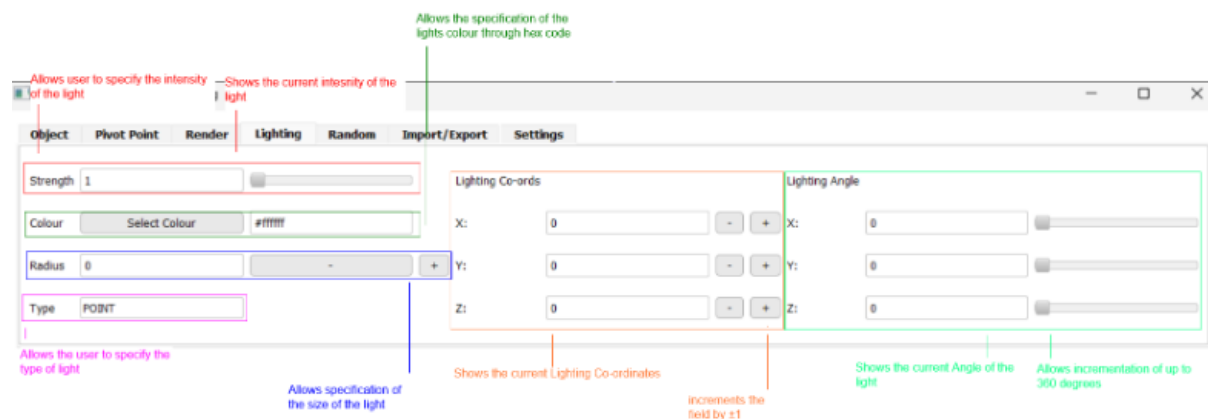 Allows the specification of the
lights colour through hex code
Allows user to specify the intensity
of the light
Shows the current intesnity of the
light
Object Pivot Point Render Lighting Random Import/Export Settings
Strength 1
Colour Select Colour #ffffff
Radius 0 - +
Type POINT
Lighting Co-ords
X: 0 - +
Y: 0 - +
Z: 0 - +
Lighting Angle
X: 0
Y: 0
Z: 0
Allows the user to specify the
type of light
Allows specification of
the size of the light
Shows the current Lighting Co-ordinates
increments the
field by ±1
Shows the current Angle of the
light
Allows incrementation of up to
360 degrees